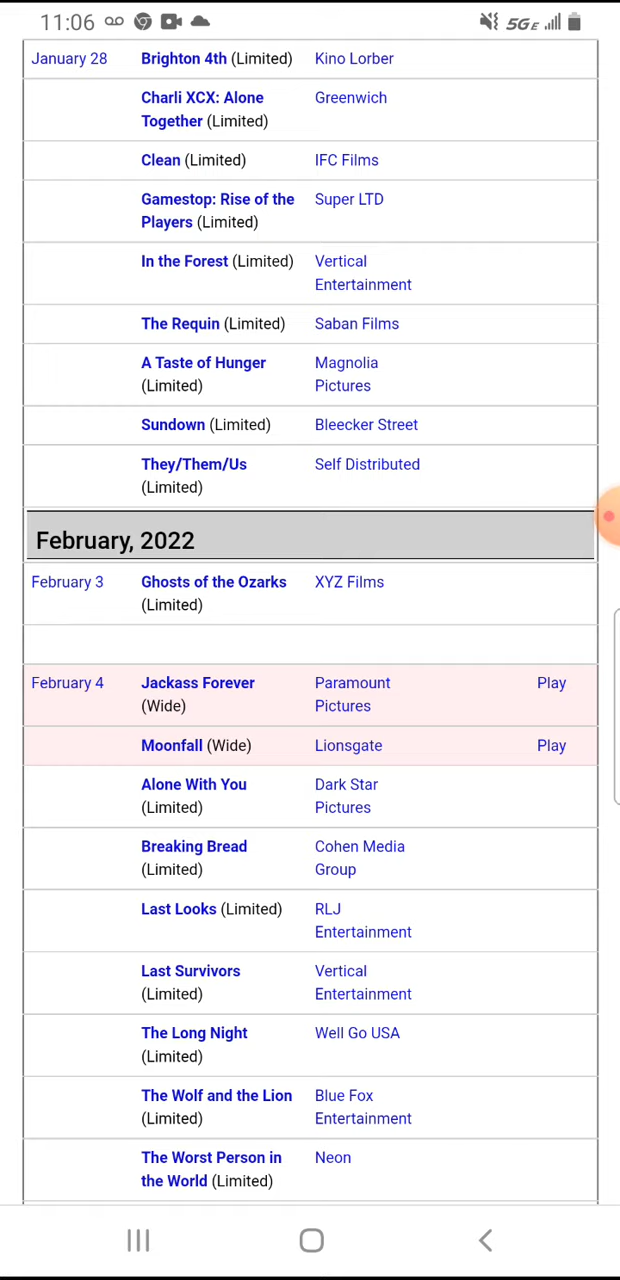 11:06 5GE
January 28 Brighton 4th (Limited) Kino Lorber
Charli XCX: Alone Greenwich
Together (Limited)
Clean (Limited) IFC Films
Gamestop: Rise of the Super LTD
Players (Limited)
In the Forest (Limited) Vertical
Entertainment
The Requin (Limited) Saban Films
A Taste of Hunger Magnolia
(Limited) Pictures
Sundown (Limited) Bleecker Street
They/Them/Us Self Distributed
(Limited)
February, 2022
February 3 Ghosts of the Ozarks XYZ Films
(Limited)
February 4 Jackass Forever Paramount Play
(Wide) Pictures
Moonfall (Wide) Lionsgate Play
Alone With You Dark Star
(Limited) Pictures
Breaking Bread Cohen Media
(Limited) Group
Last Looks (Limited) RLJ
Entertainment
Last Survivors Vertical
(Limited) Entertainment
The Long Night Well Go USA
(Limited)
The Wolf and the Lion Blue Fox
(Limited) Entertainment
The Worst Person in Neon
the World (Limited)